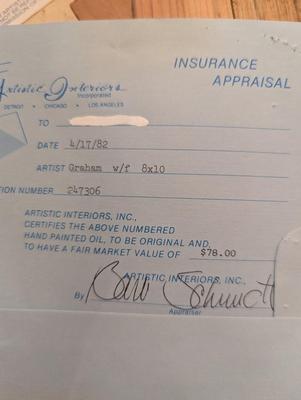 Artistic Interiors
Incorporated
DETROIT • CHICAGO • LOS ANGELES
INSURANCE
APPRAISAL
TO
DATE 4/17/82
ARTIST Graham w/f 8x10
TION NUMBER 247306
ARTISTIC INTERIORS, INC.,
CERTIFIES THE ABOVE NUMBERED
HAND PAINTED OIL, TO BE ORIGINAL AND,
TO HAVE A FAIR MARKET VALUE OF $78.00
ARTISTIC INTERIORS, INC.,
By
Appraiser